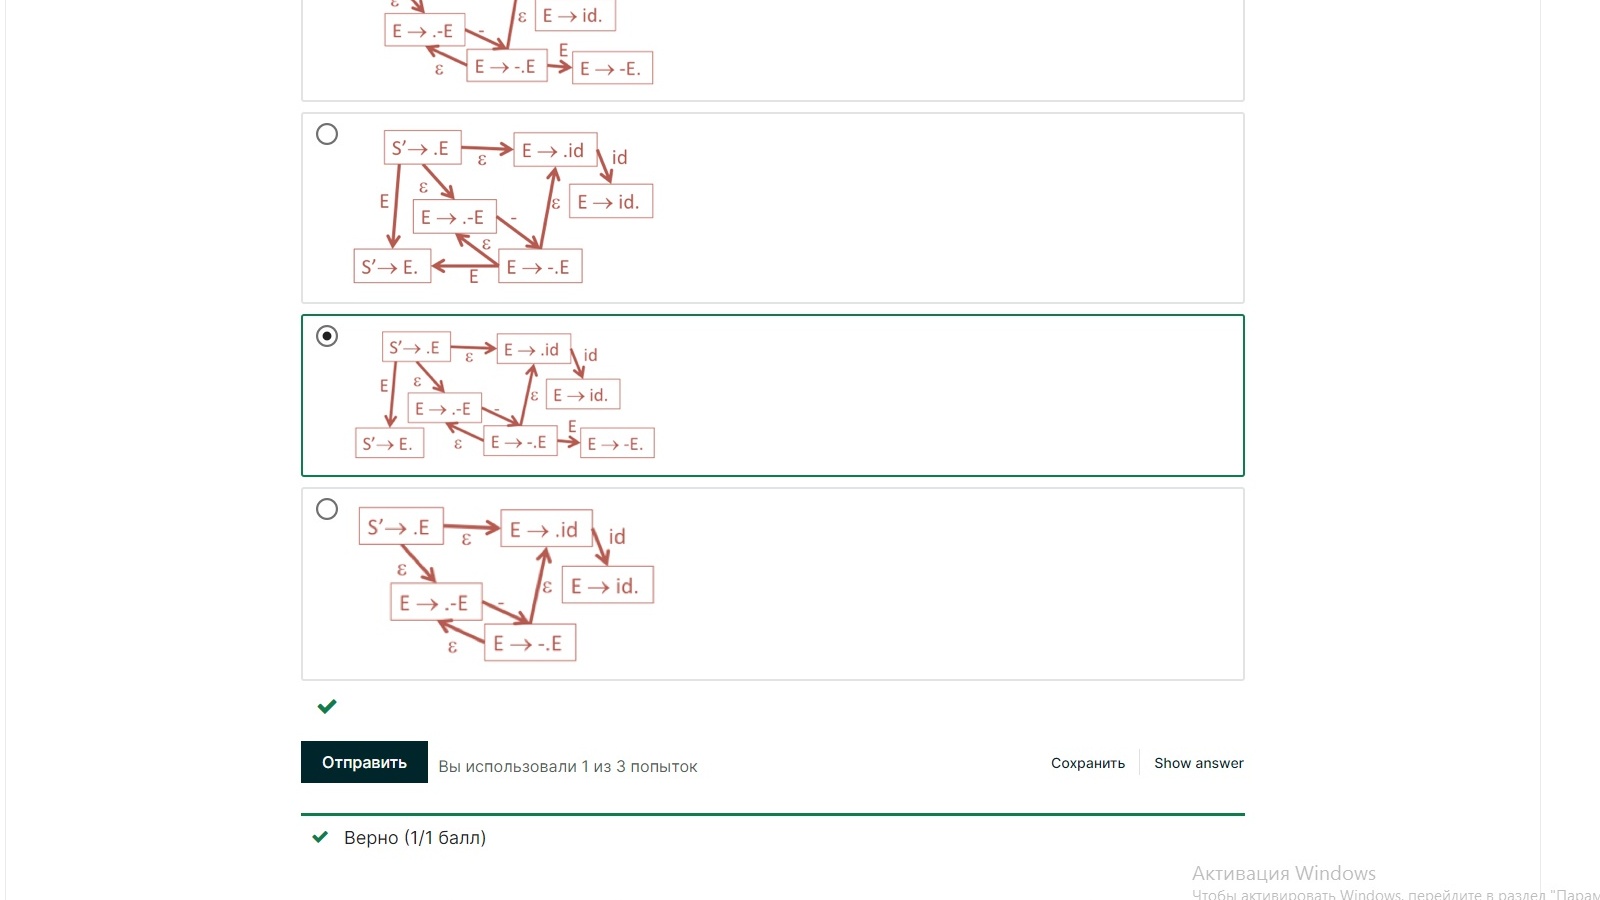 ε
E → .-E
-
ε
E → id.
ε
E → -.E
E
E → -E.
S’→ .E
ε
E → .id
id
E
ε
E → .-E
-
ε
E → id.
ε
S’→ E.
E
E → -.E
S’→ .E
ε
E → .id
id
E
ε
E → .-E
-
ε
E → id.
S’→ E.
ε
E → -.E
E
E → -E.
S’→ .E
ε
E → .id
id
ε
E → .-E
-
ε
E → id.
ε
E → -.E
Отправить
Вы использовали 1 из 3 попыток
Сохранить
Show answer
Верно (1/1 балл)
Активация Windows
Чтобы активировать Windows, перейдите в раздел "Парам